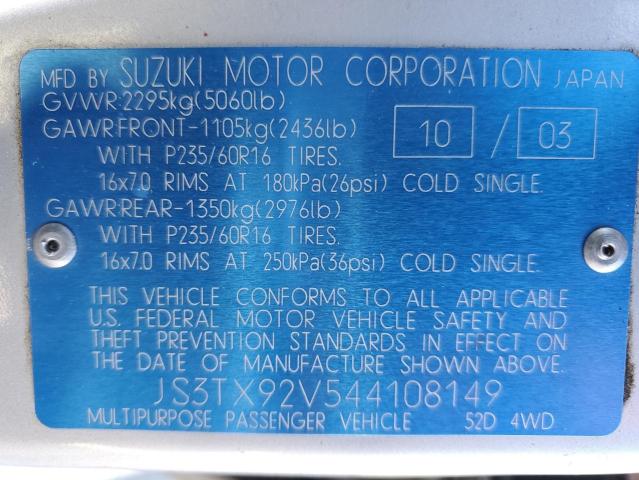 MFD BY SUZUKI MOTOR CORPORATION JAPAN
GVWR:2295kg(5060lb)
GAWR:FRONT-1105kg(2436lb) 10 / 03
WITH P235/60R16 TIRES.
16x7.0 RIMS AT 180kPa(26psi) COLD SINGLE.
GAWR:REAR-1350kg(2976lb)
WITH P235/60R16 TIRES.
16x7.0 RIMS AT 250kPa(36psi) COLD SINGLE.
THIS VEHICLE CONFORMS TO ALL APPLICABLE
U.S. FEDERAL MOTOR VEHICLE SAFETY AND
THEFT PREVENTION STANDARDS IN EFFECT ON
THE DATE OF MANUFACTURE SHOWN ABOVE.
JS3TX92V544108149
MULTIPURPOSE PASSENGER VEHICLE 52D 4WD